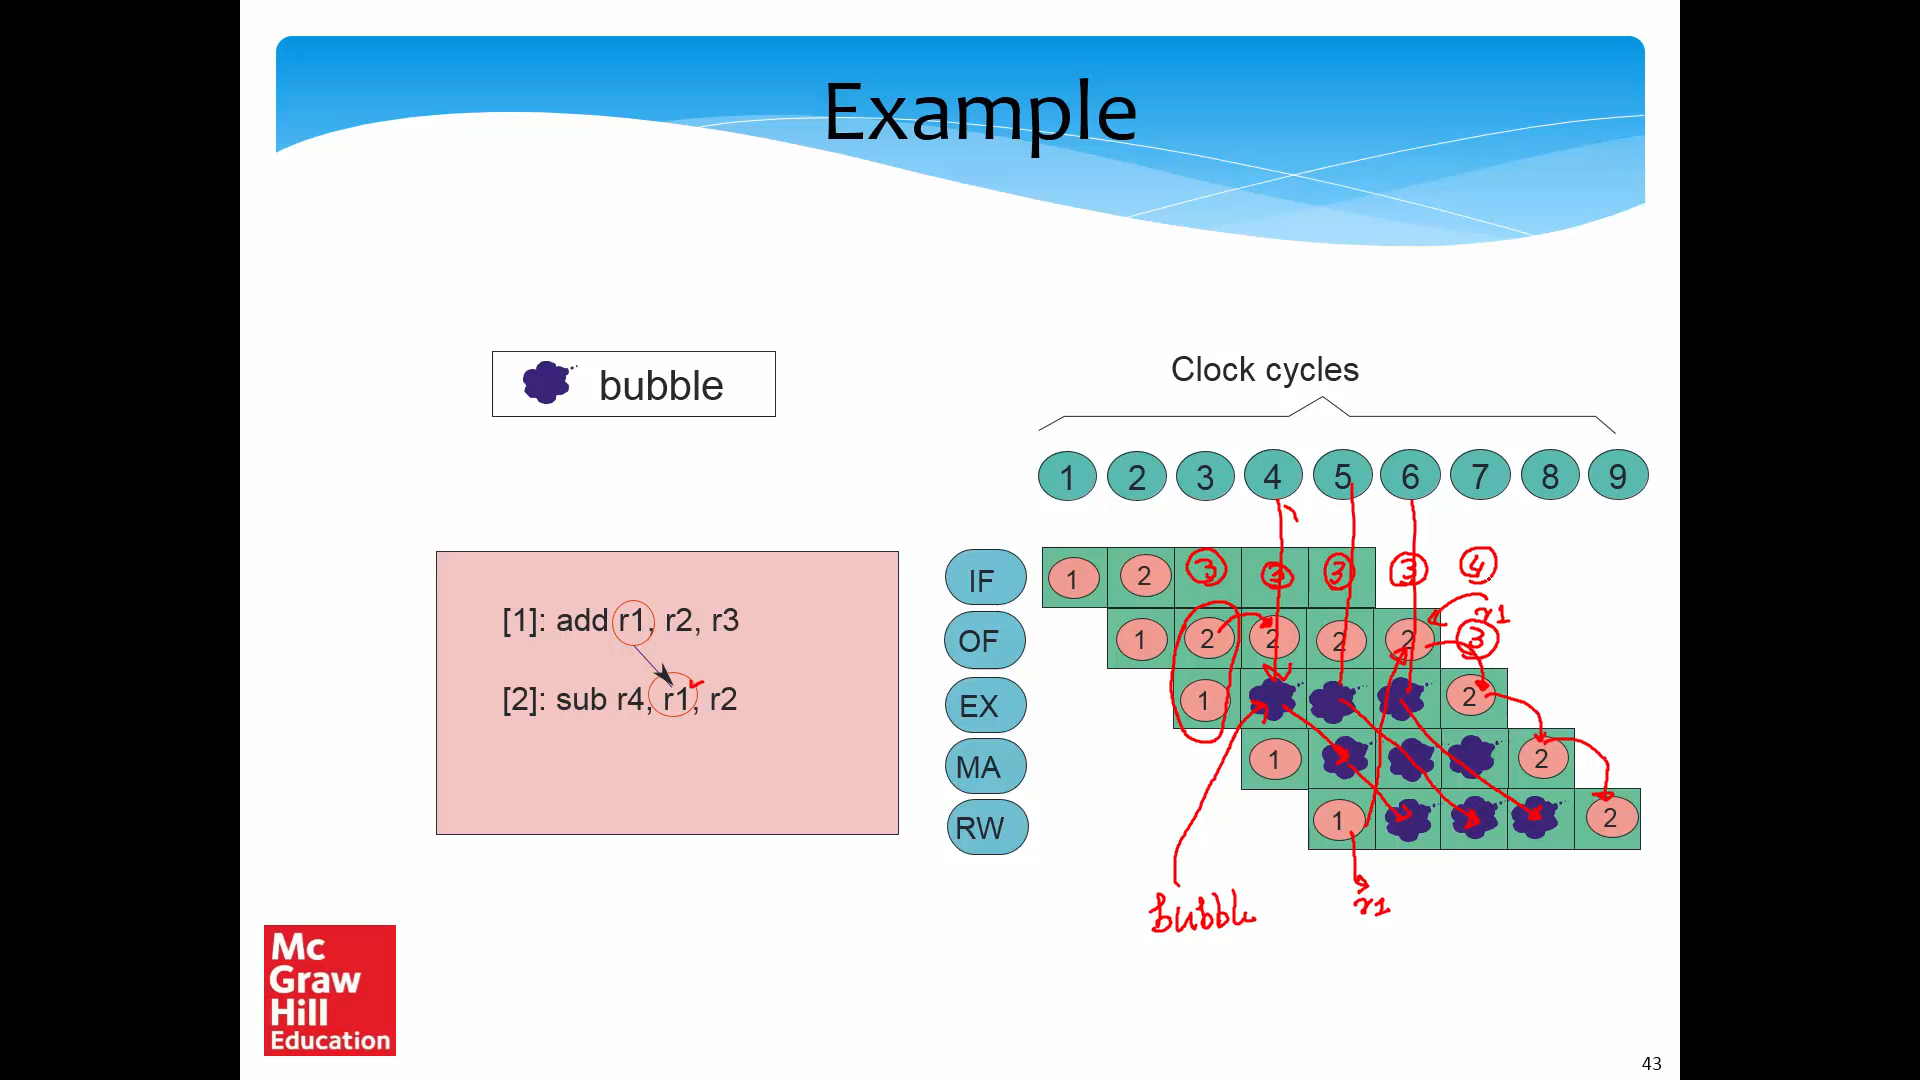 Example
bubble
Clock cycles
1 2 3 4 5 6 7 8 9
IF 1 2 3 3 3 3 4
[1]: add r1, r2, r3
r1
OF 1 2 2 2 2 3
[2]: sub r4, r1, r2
EX 1 2
MA 1 2
RW 1 2
bubble r1
Mc
Graw
Hill
Education
43